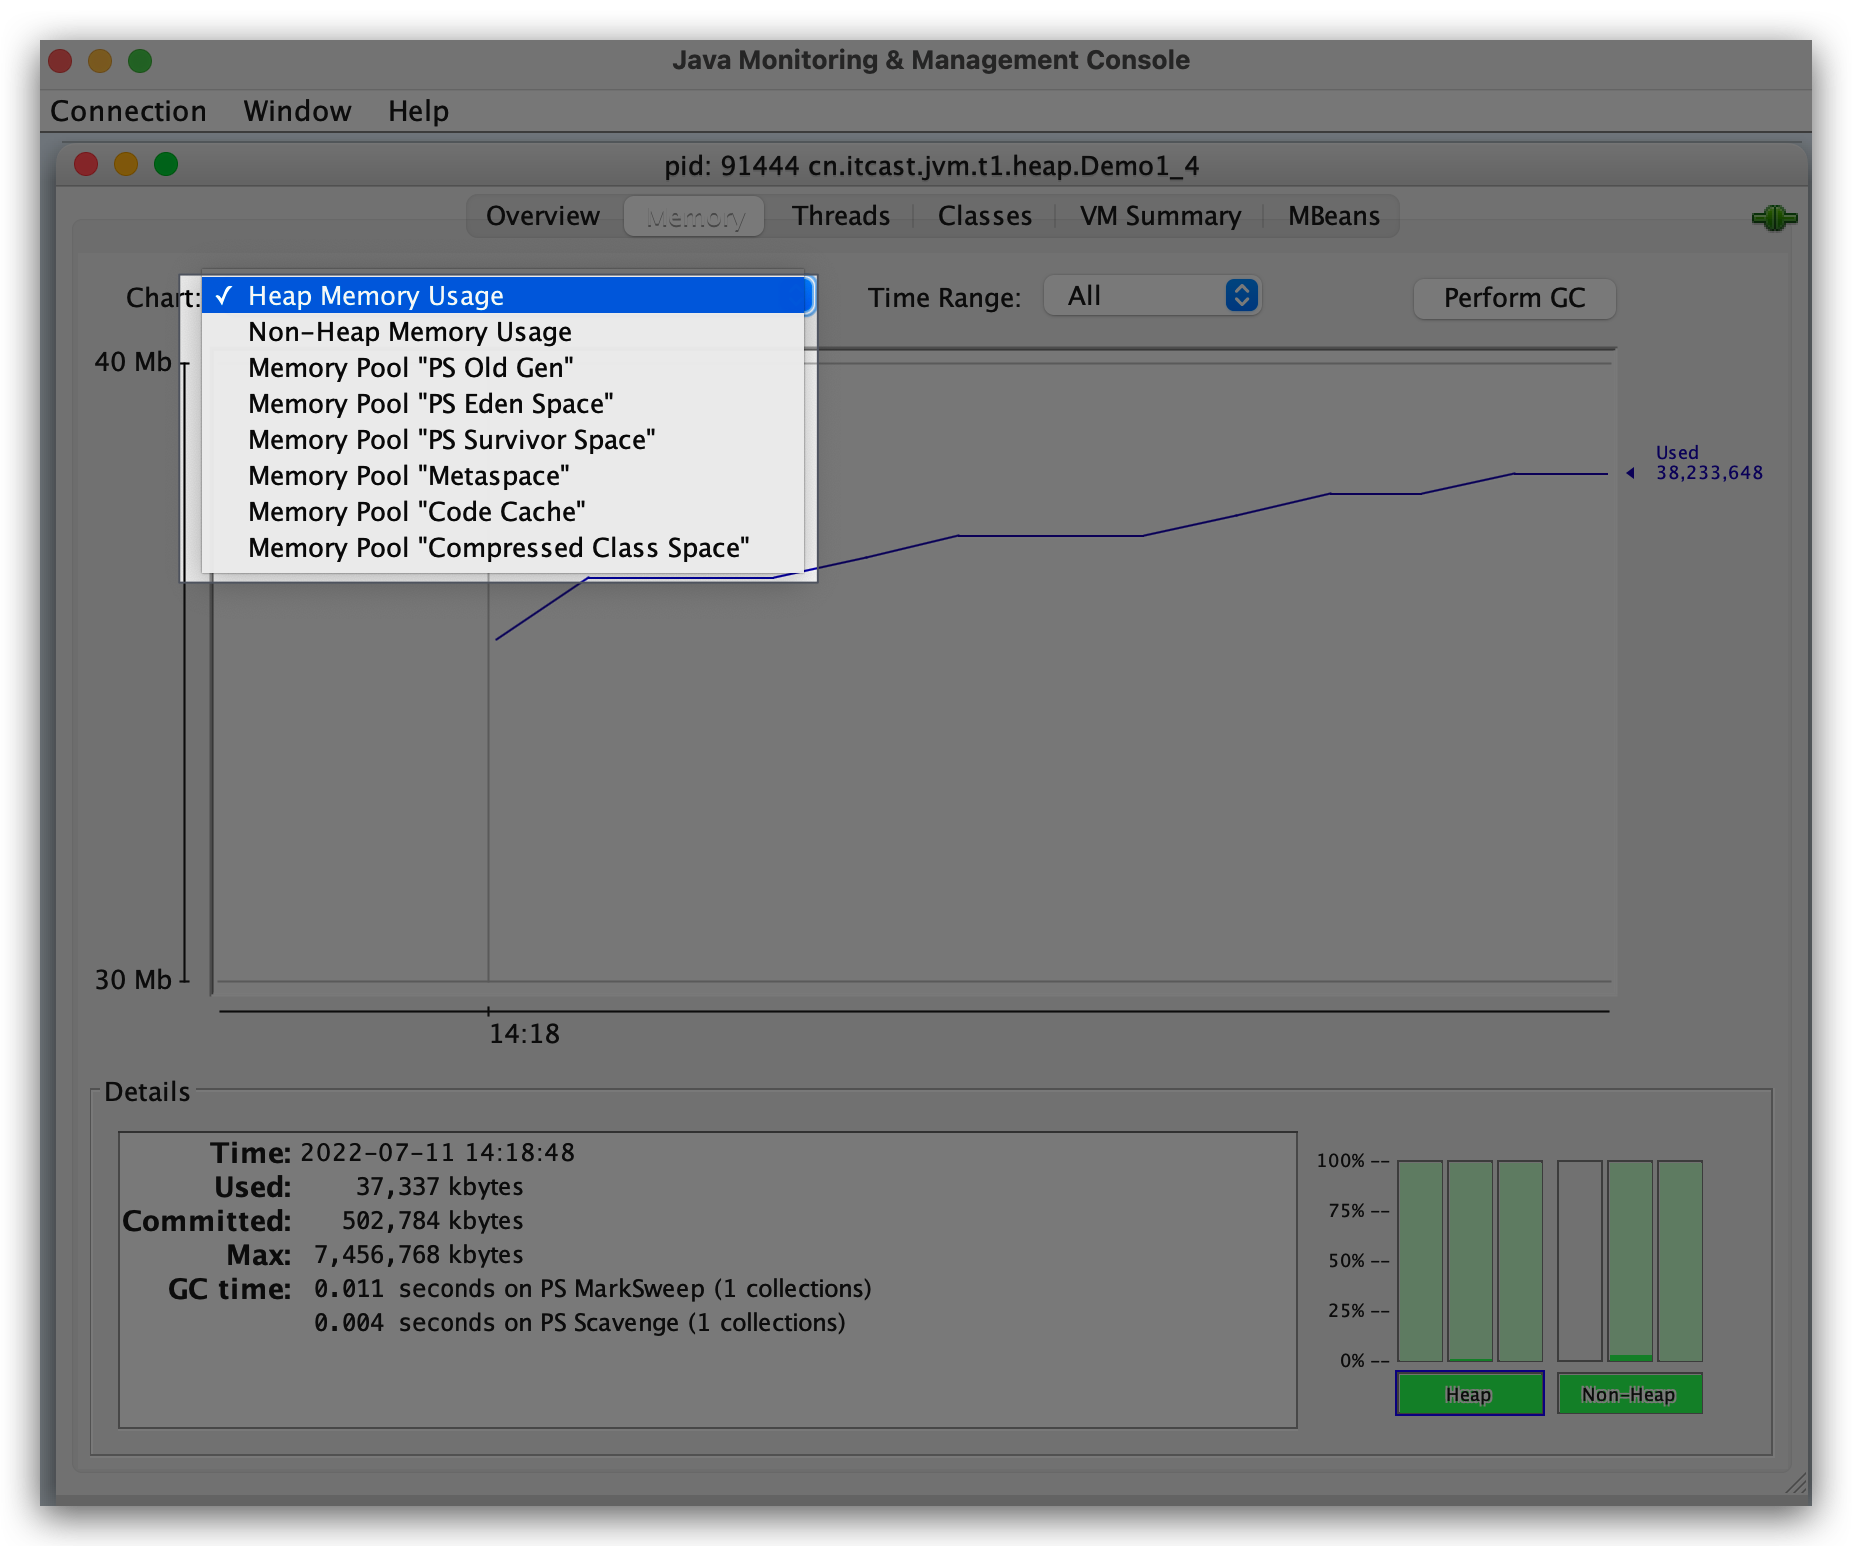 Java Monitoring & Management Console
Connection Window Help
pid: 91444 cn.itcast.jvm.t1.heap.Demo1_4
Overview Memory Threads Classes VM Summary MBeans
Chart: ✓ Heap Memory Usage Time Range: All Perform GC
Non-Heap Memory Usage
Memory Pool "PS Old Gen"
Memory Pool "PS Eden Space"
Memory Pool "PS Survivor Space"
Memory Pool "Metaspace"
Memory Pool "Code Cache"
Memory Pool "Compressed Class Space"
40 Mb
Used
38,233,648
30 Mb
14:18
Details
Time: 2022-07-11 14:18:48
Used: 37,337 kbytes
Committed: 502,784 kbytes
Max: 7,456,768 kbytes
GC time: 0.011 seconds on PS MarkSweep (1 collections)
0.004 seconds on PS Scavenge (1 collections)
100% --
75% --
50% --
25% --
0% --
Heap Non-Heap